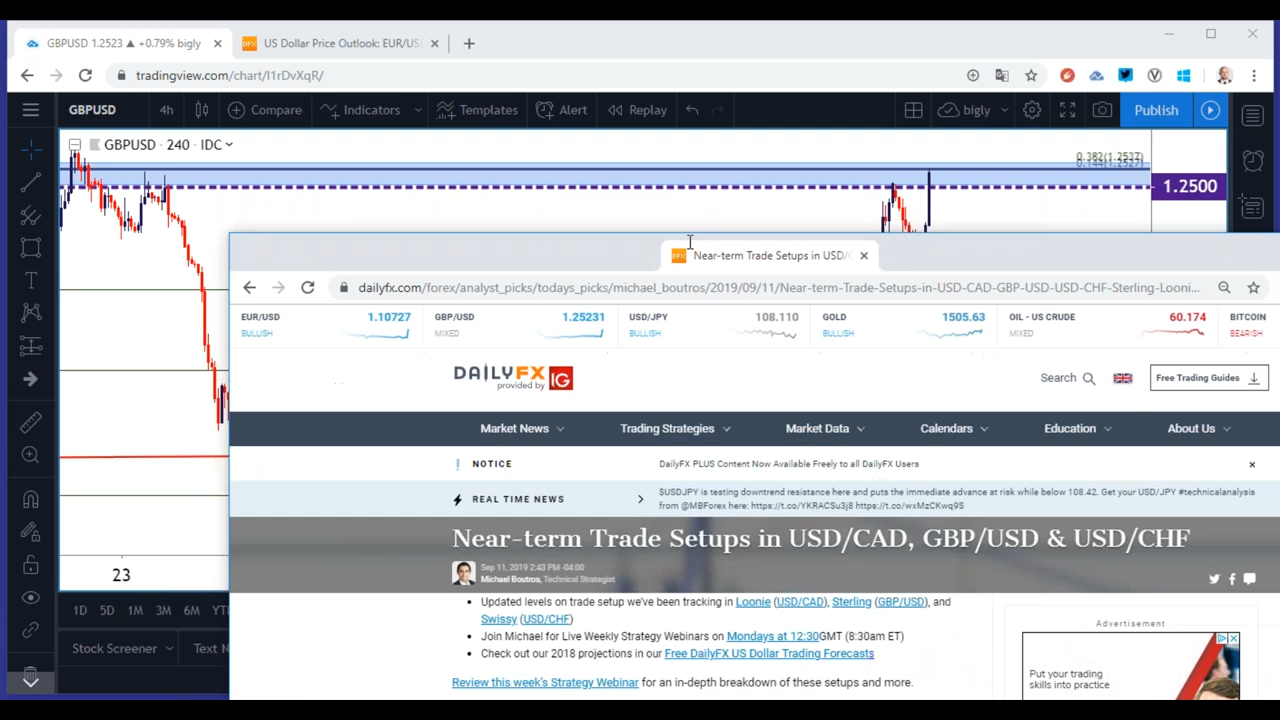 GBPUSD 1.2523 ▲ +0.79% bigly
US Dollar Price Outlook: EUR/US
tradingview.com/chart/I1rDvXqR/
GBPUSD 4h Compare Indicators Templates Alert Replay bigly Publish
GBPUSD · 240 · IDC
0.382(1.2537)
1.2500
Near-term Trade Setups in USD/
dailyfx.com/forex/analyst_picks/todays_picks/michael_boutros/2019/09/11/Near-term-Trade-Setups-in-USD-CAD-GBP-USD-USD-CHF-Sterling-Looni...
EUR/USD 1.10727 GBP/USD 1.25231 USD/JPY 108.110 GOLD 1505.63 OIL - US CRUDE 60.174 BITCOIN
BULLISH MIXED BULLISH BULLISH MIXED BEARISH
DAILYFX
provided by IG
Search Free Trading Guides
Market News Trading Strategies Market Data Calendars Education About Us
NOTICE DailyFX PLUS Content Now Available Freely to all DailyFX Users
REAL TIME NEWS
$USDJPY is testing downtrend resistance here and puts the immediate advance at risk while below 108.42. Get your USD/JPY #technicalanalysis
from @MBForex here: https://t.co/YKRACSu3j8 https://t.co/wxMzCKwq9S
Near-term Trade Setups in USD/CAD, GBP/USD & USD/CHF
Sep 11, 2019 2:43 PM -04:00
Michael Boutros, Technical Strategist
23
Updated levels on trade setup we've been tracking in Loonie (USD/CAD), Sterling (GBP/USD), and
Swissy (USD/CHF)
Join Michael for Live Weekly Strategy Webinars on Mondays at 12:30GMT (8:30am ET)
Check out our 2018 projections in our Free DailyFX US Dollar Trading Forecasts
Review this week's Strategy Webinar for an in-depth breakdown of these setups and more.
1D 5D 1M 3M 6M YT
Stock Screener Text N
Advertisement
Put your trading
skills into practice